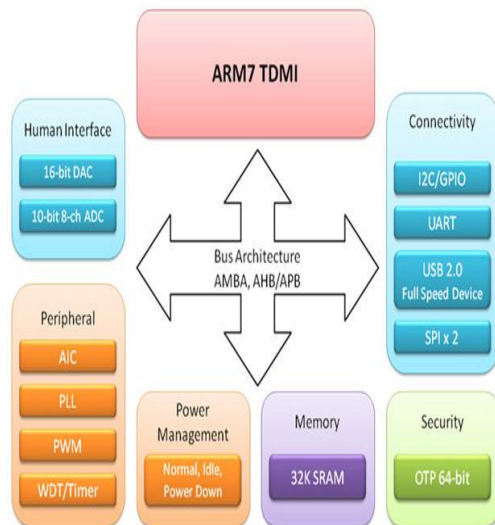 ARM7 TDMI
Human Interface
16-bit DAC
10-bit 8-ch ADC
Connectivity
I2C/GPIO
UART
USB 2.0
Full Speed Device
SPI x 2
Bus Architecture
AMBA, AHB/APB
Peripheral
AIC
PLL
PWM
WDT/Timer
Power
Management
Normal, Idle,
Power Down
Memory
32K SRAM
Security
OTP 64-bit